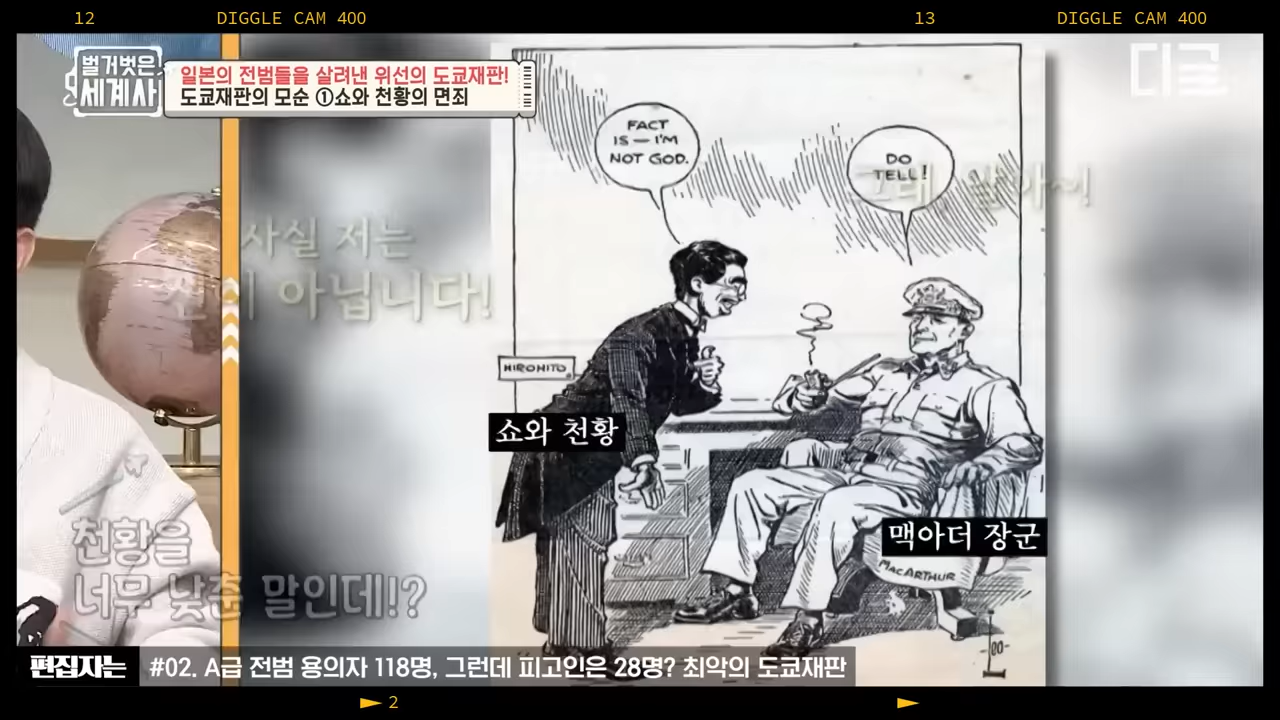 12
DIGGLE CAM 400
13
DIGGLE CAM 400
벌거벗은
세계사
일본의 전범들을 살려낸 위선의 도쿄재판!
도쿄재판의 모순 ①쇼와 천황의 면죄
디글
FACT
IS — I'M
NOT GOD.
DO
TELL!
그래, 알아~!
사실 저는
신이 아닙니다!
HIROHITO.
쇼와 천황
맥아더 장군
MACARTHUR
천황을
너무 낮춘 말인데!?
편집자는
#02. A급 전범 용의자 118명, 그런데 피고인은 28명? 최악의 도쿄재판
2